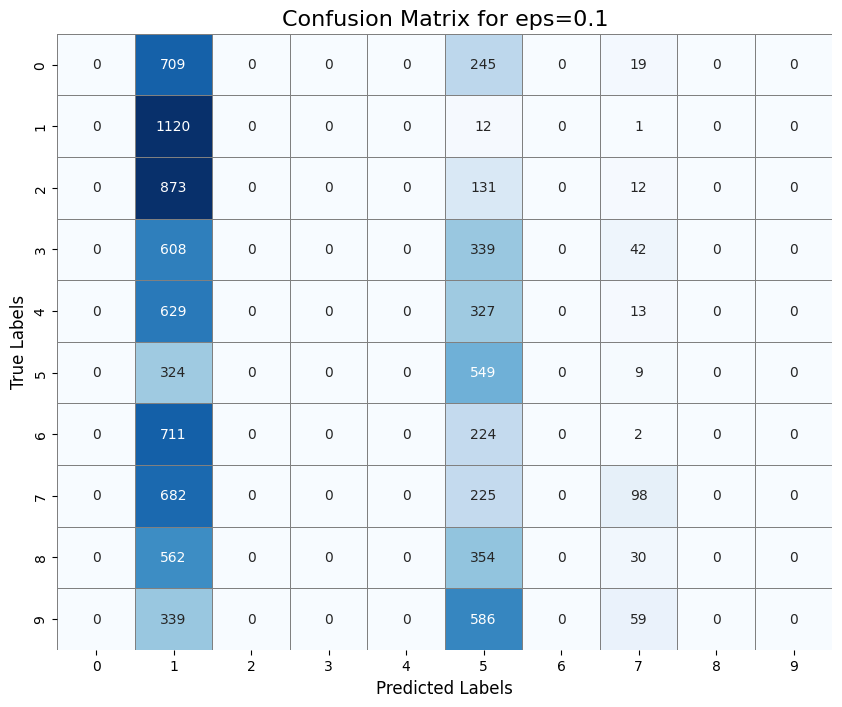 Confusion Matrix for eps=0.1
0 0 709 0 0 0 245 0 19 0 0
1 0 1120 0 0 0 12 0 1 0 0
2 0 873 0 0 0 131 0 12 0 0
3 0 608 0 0 0 339 0 42 0 0
4 0 629 0 0 0 327 0 13 0 0
5 0 324 0 0 0 549 0 9 0 0
6 0 711 0 0 0 224 0 2 0 0
7 0 682 0 0 0 225 0 98 0 0
8 0 562 0 0 0 354 0 30 0 0
9 0 339 0 0 0 586 0 59 0 0
True Labels
0 1 2 3 4 5 6 7 8 9
Predicted Labels